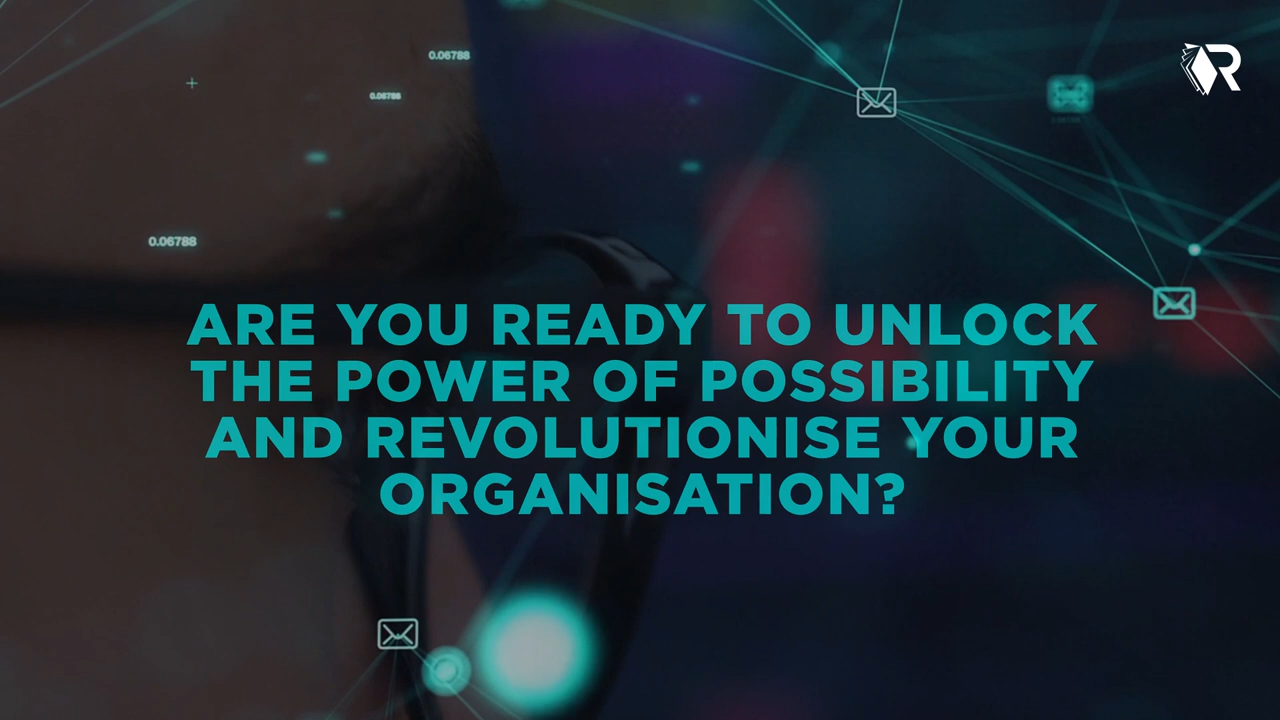 0.06788
0.06788
0.06788
R
ARE YOU READY TO UNLOCK
THE POWER OF POSSIBILITY
AND REVOLUTIONISE YOUR
ORGANISATION?